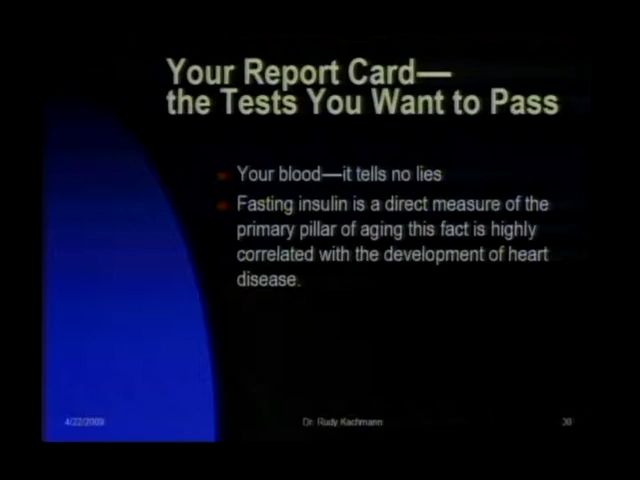 Your Report Card—
the Tests You Want to Pass
Your blood—it tells no lies
Fasting insulin is a direct measure of the
primary pillar of aging this fact is highly
correlated with the development of heart
disease.
4/22/2009
Dr. Rudy Kachmann